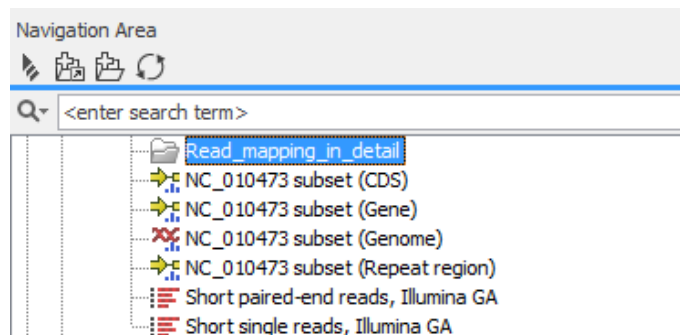 Navigation Area
<enter search term>
Read_mapping_in_detail
NC_010473 subset (CDS)
NC_010473 subset (Gene)
NC_010473 subset (Genome)
NC_010473 subset (Repeat region)
Short paired-end reads, Illumina GA
Short single reads, Illumina GA